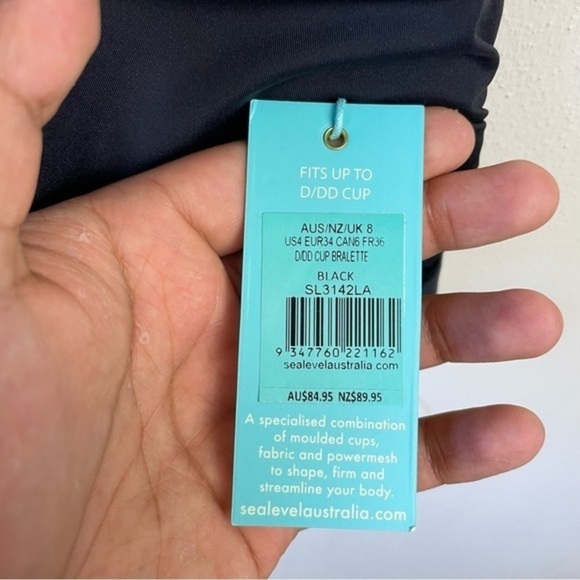 FITS UP TO
D/DD CUP
AUS/NZ/UK 8
US4 EUR34 CAN6 FR36
D/DD CUP BRALETTE
BLACK
SL3142LA
9 347760 221162
sealevelaustralia.com
AU$84.95 NZ$89.95
A specialised combination
of moulded cups,
fabric and powermesh
to shape, firm and
streamline your body.
sealevelaustralia.com